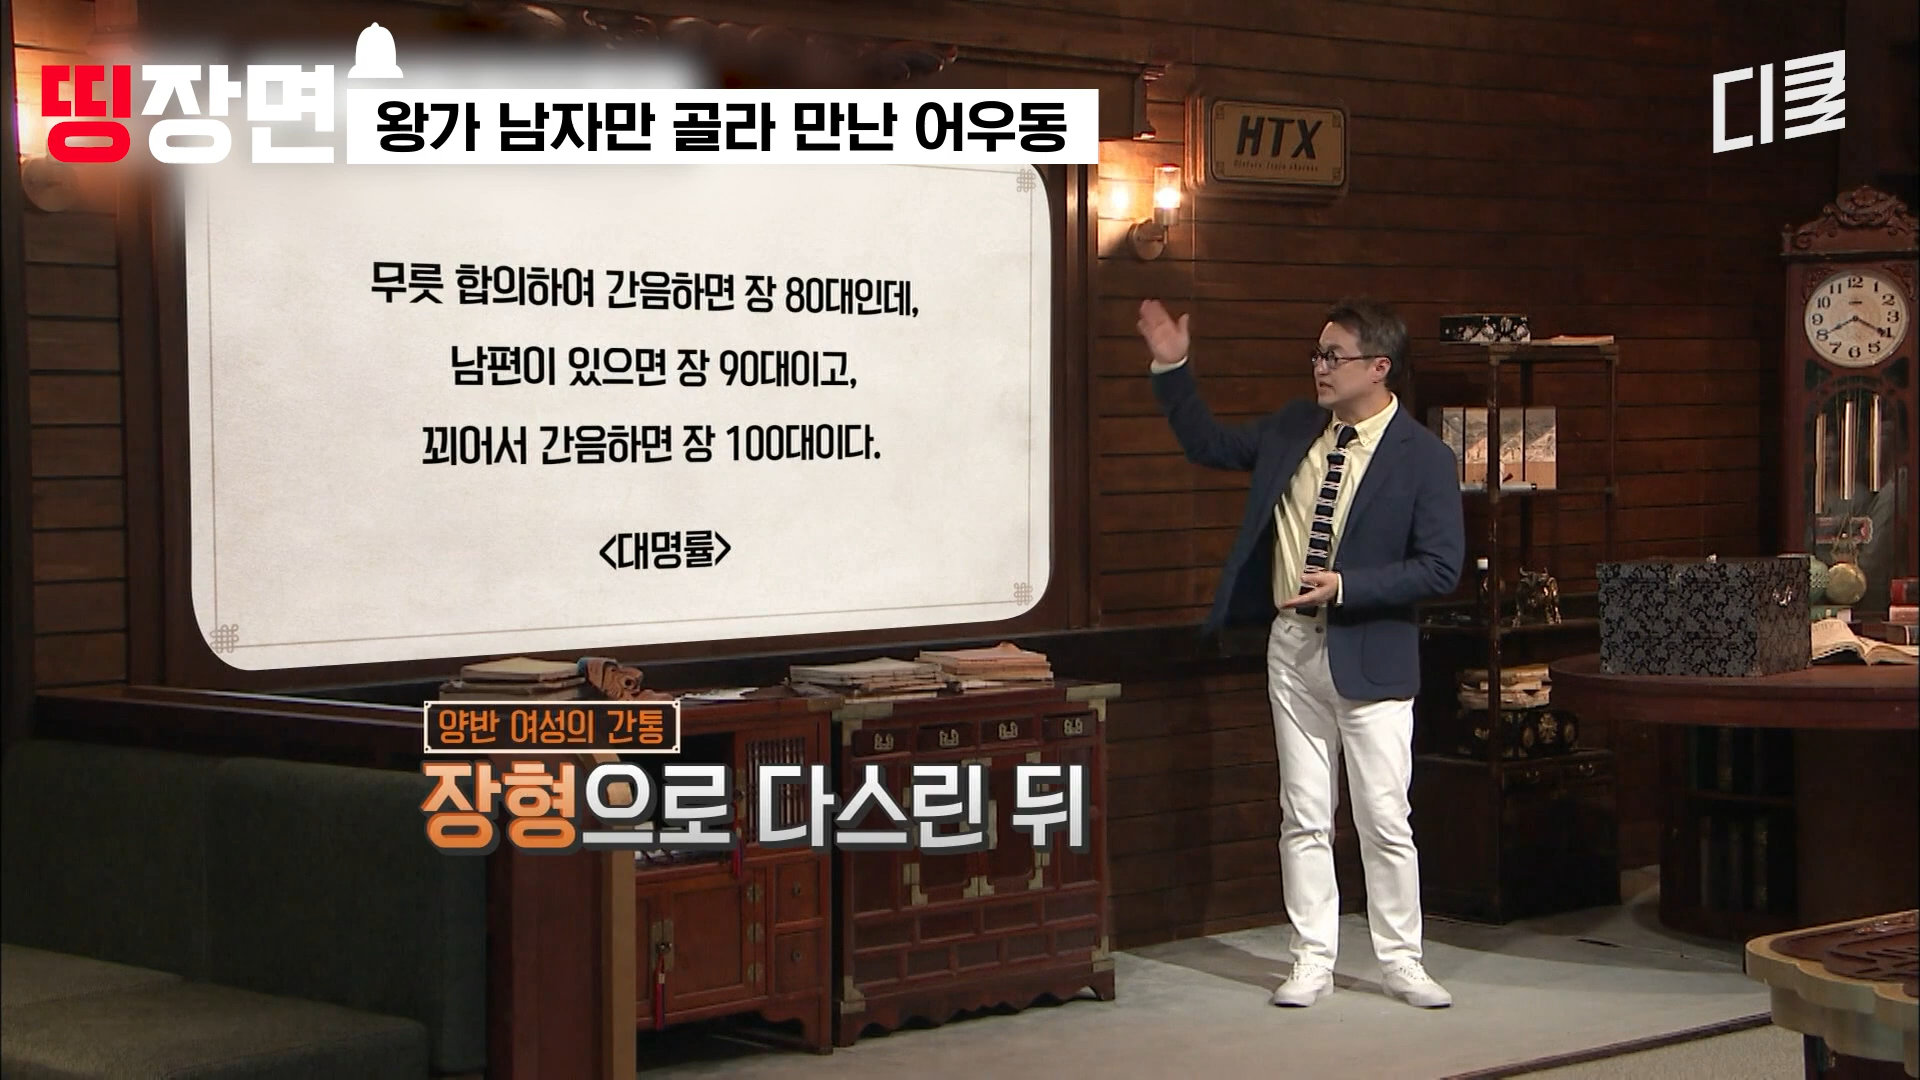 띵장면
왕가 남자만 골라 만난 어우동
디클
HTX
무릇 합의하여 간음하면 장 80대인데,
남편이 있으면 장 90대이고,
꾀어서 간음하면 장 100대이다.
<대명률>
양반 여성의 간통
장형으로 다스린 뒤